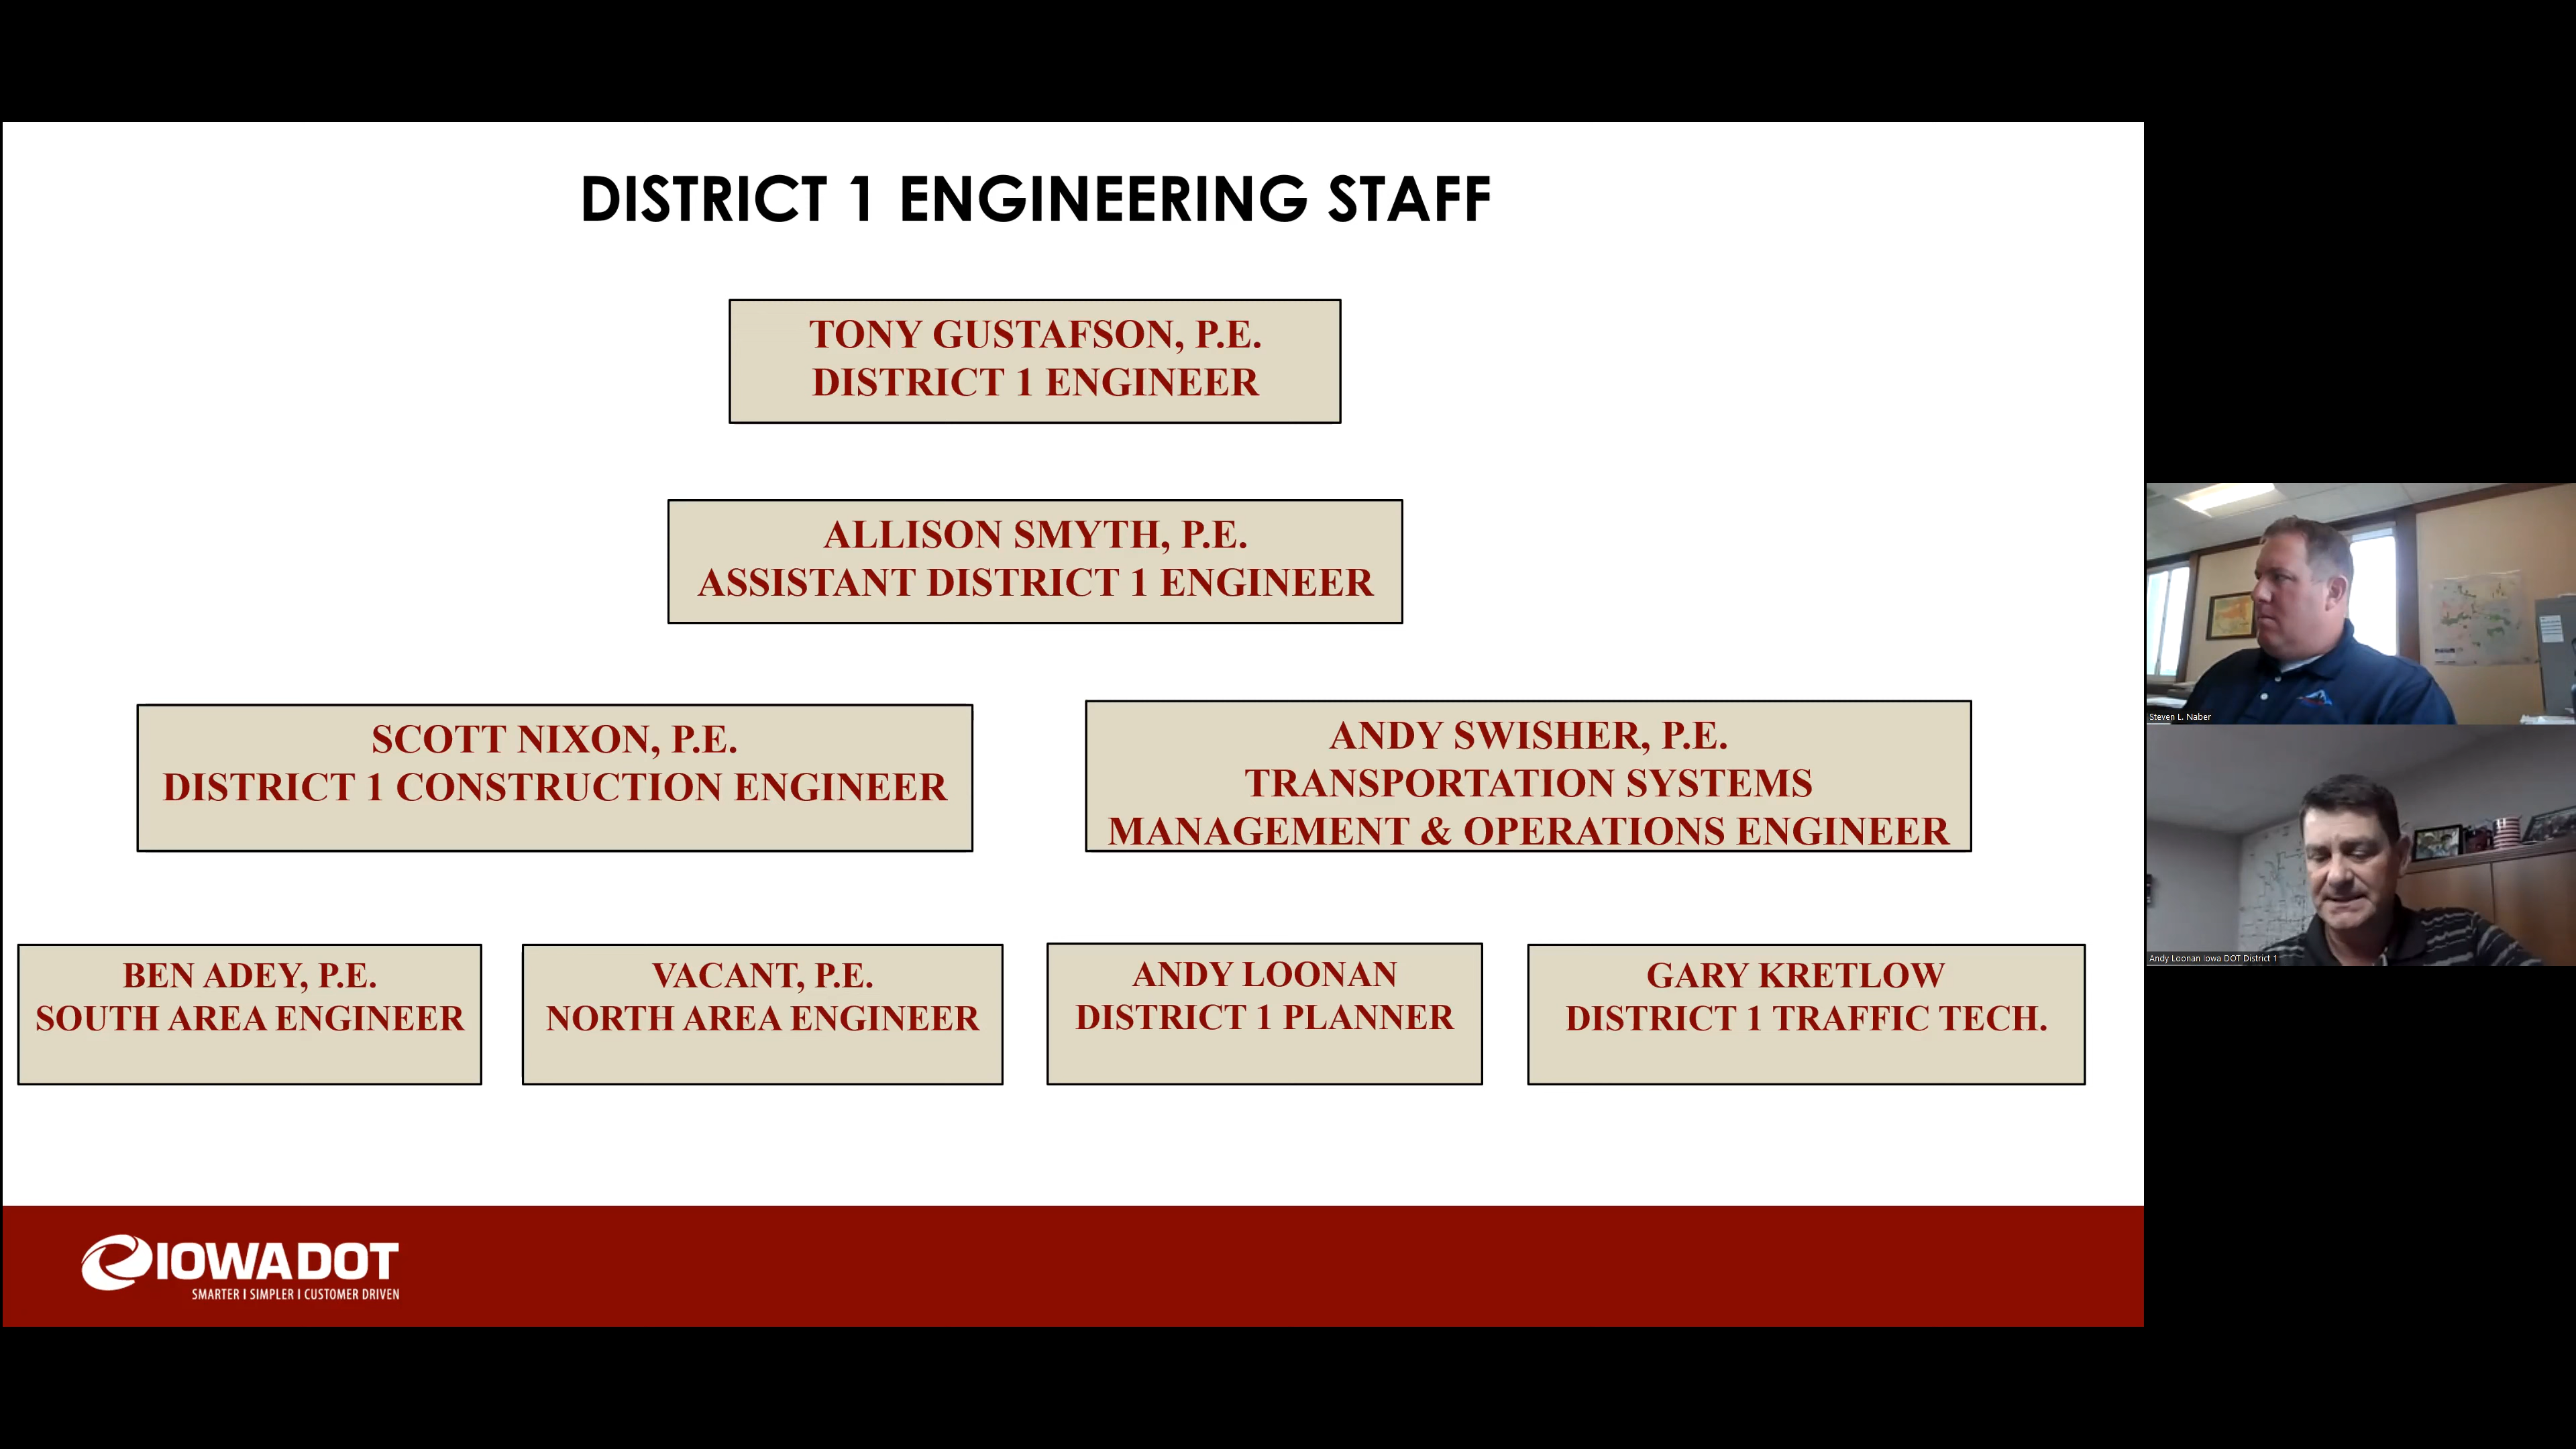 DISTRICT 1 ENGINEERING STAFF
TONY GUSTAFSON, P.E.
DISTRICT 1 ENGINEER
ALLISON SMYTH, P.E.
ASSISTANT DISTRICT 1 ENGINEER
SCOTT NIXON, P.E.
DISTRICT 1 CONSTRUCTION ENGINEER
ANDY SWISHER, P.E.
TRANSPORTATION SYSTEMS
MANAGEMENT & OPERATIONS ENGINEER
BEN ADEY, P.E.
SOUTH AREA ENGINEER
VACANT, P.E.
NORTH AREA ENGINEER
ANDY LOONAN
DISTRICT 1 PLANNER
GARY KRETLOW
DISTRICT 1 TRAFFIC TECH.
IOWADOT
SMARTER I SIMPLER I CUSTOMER DRIVEN
Steven L. Naber
Andy Loonan Iowa DOT District 1